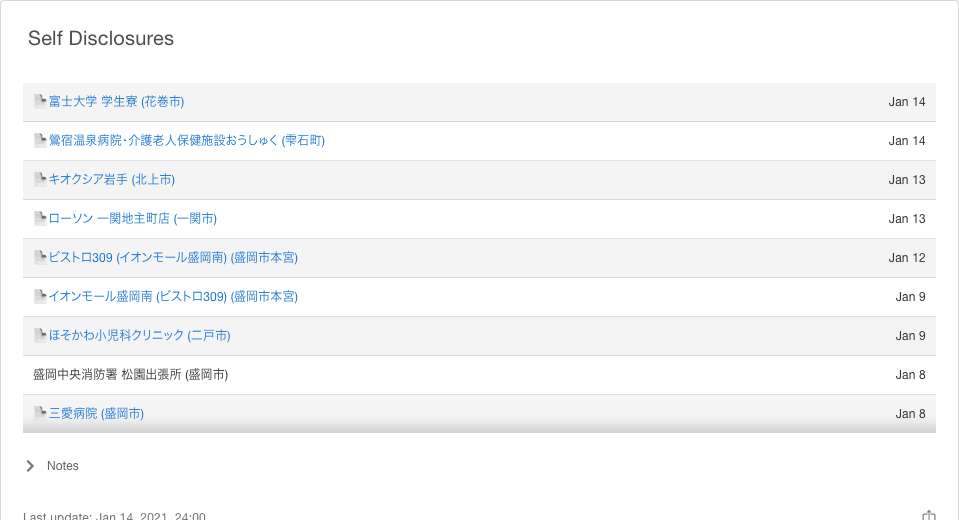 Self Disclosures
富士大学 学生寮 (花巻市) Jan 14
鶯宿温泉病院･介護老人保健施設おうしゅく (雫石町) Jan 14
キオクシア岩手 (北上市) Jan 13
ローソン 一関地主町店 (一関市) Jan 13
ビストロ309 (イオンモール盛岡南) (盛岡市本宮) Jan 12
イオンモール盛岡南 (ビストロ309) (盛岡市本宮) Jan 9
ほそかわ小児科クリニック (二戸市) Jan 9
盛岡中央消防署 松園出張所 (盛岡市) Jan 8
三愛病院 (盛岡市) Jan 8
Notes
Last update: Jan 14, 2021, 24:00